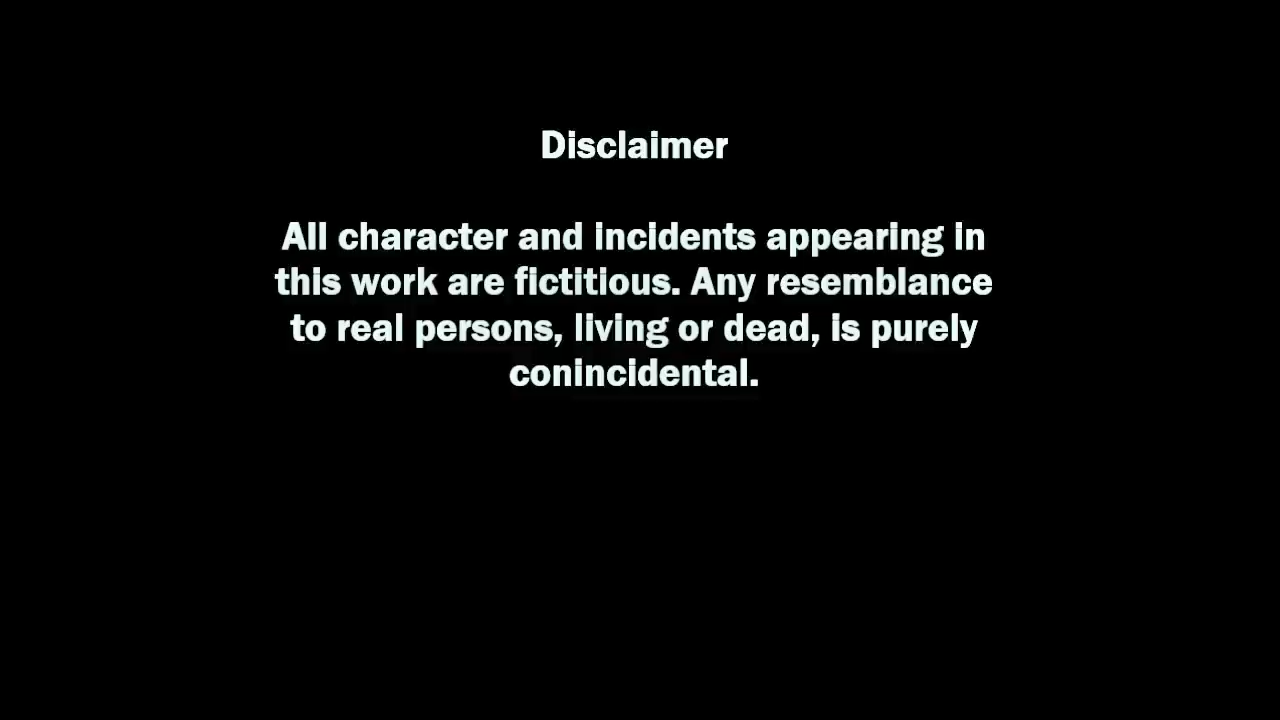 Disclaimer
All character and incidents appearing in
this work are fictitious. Any resemblance
to real persons, living or dead, is purely
conincidental.